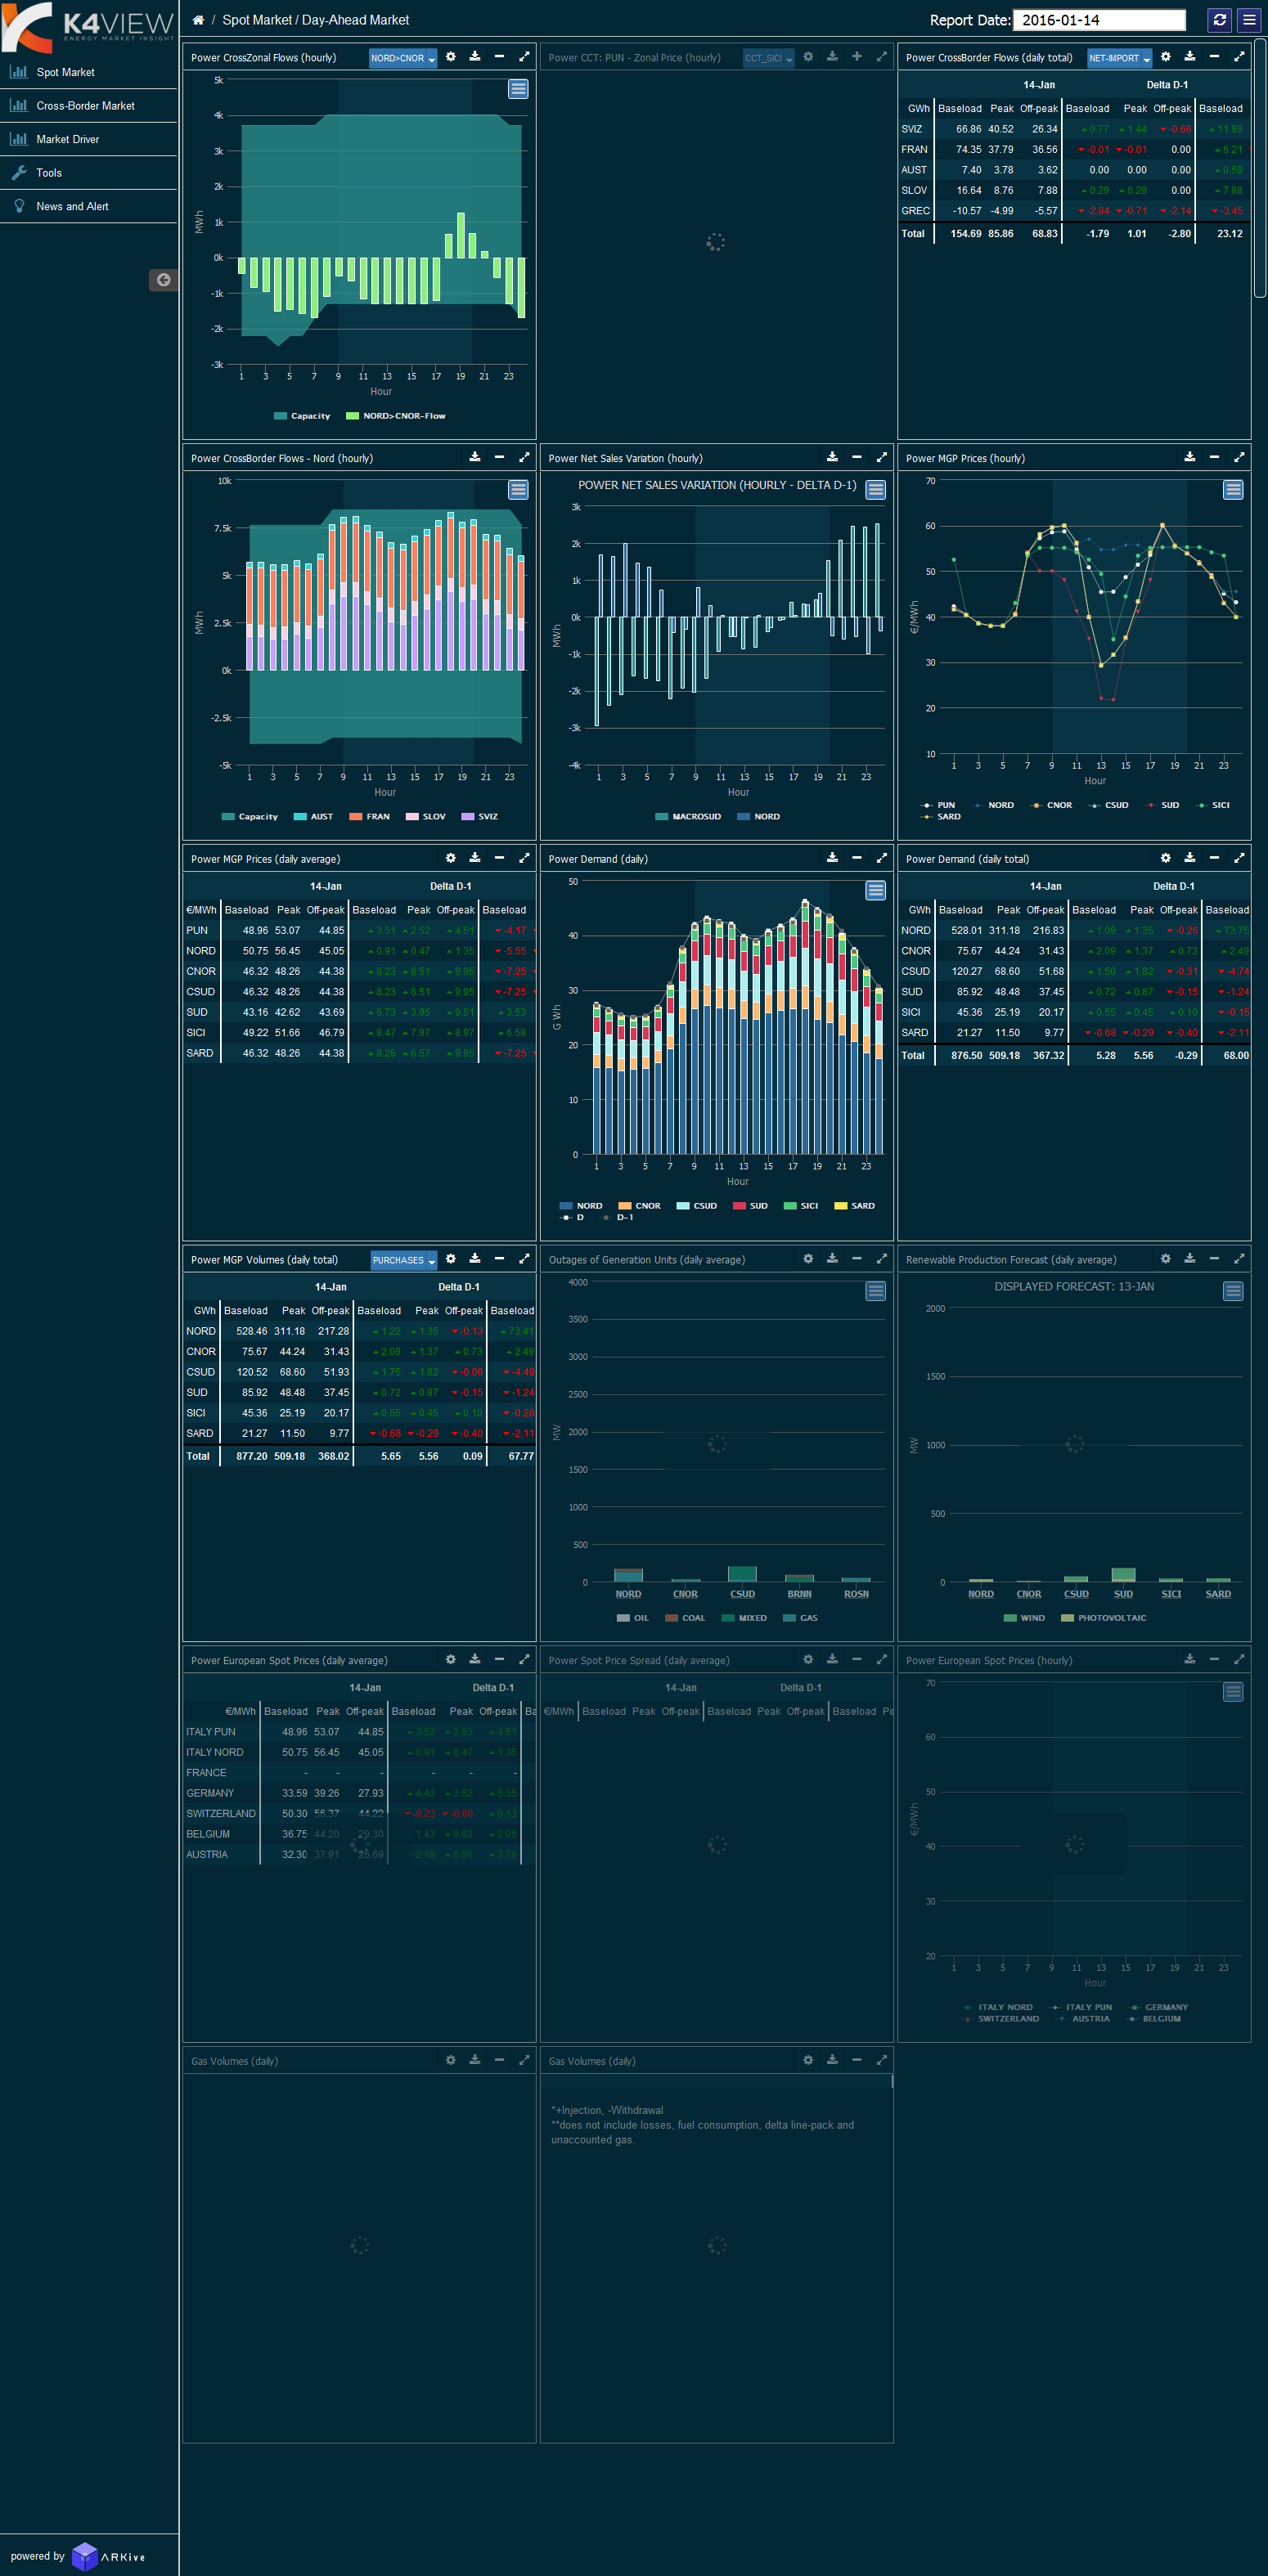 K4VIEW
ENERGY MARKET INSIGHT
/ Spot Market / Day-Ahead Market
Report Date: 2016-01-14
Spot Market
Cross-Border Market
Market Driver
Tools
News and Alert
Power CrossZonal Flows (hourly) NORD>CNOR
5k
4k
3k
2k
1k
0k
-1k
-2k
-3k
MWh
1 3 5 7 9 11 13 15 17 19 21 23
Hour
Capacity NORD>CNOR-Flow
Power CCT: PUN - Zonal Price (hourly) CCT_SICI
Power CrossBorder Flows (daily total) NET-IMPORT
14-Jan Delta D-1
GWh Baseload Peak Off-peak Baseload Peak Off-peak Baseload
SVIZ 66.86 40.52 26.34 0.77 1.44 -0.66 11.89
FRAN 74.35 37.79 36.56 -0.01 -0.01 0.00 6.21
AUST 7.40 3.78 3.62 0.00 0.00 0.00 0.59
SLOV 16.64 8.76 7.88 0.29 0.29 0.00 7.88
GREC -10.57 -4.99 -5.57 -2.84 -0.71 -2.14 -3.45
Total 154.69 85.86 68.83 -1.79 1.01 -2.80 23.12
Power CrossBorder Flows - Nord (hourly)
10k
7.5k
5k
2.5k
0k
-2.5k
-5k
MWh
1 3 5 7 9 11 13 15 17 19 21 23
Hour
Capacity AUST FRAN SLOV SVIZ
Power Net Sales Variation (hourly)
POWER NET SALES VARIATION (HOURLY - DELTA D-1)
3k
2k
1k
0k
-1k
-2k
-3k
-4k
MWh
1 3 5 7 9 11 13 15 17 19 21 23
Hour
MACROSUD NORD
Power MGP Prices (hourly)
70
60
50
40
30
20
10
€/MWh
1 3 5 7 9 11 13 15 17 19 21 23
Hour
PUN NORD CNOR CSUD SUD SICI
SARD
Power MGP Prices (daily average)
14-Jan Delta D-1
€/MWh Baseload Peak Off-peak Baseload Peak Off-peak Baseload
PUN 48.96 53.07 44.85 3.51 2.52 4.51 -4.17
NORD 50.75 56.45 45.05 0.91 0.47 1.35 -5.55
CNOR 46.32 48.26 44.38 8.23 6.51 9.95 -7.25
CSUD 46.32 48.26 44.38 8.23 6.51 9.95 -7.25
SUD 43.16 42.62 43.69 6.73 3.95 9.51 3.53
SICI 49.22 51.66 46.79 8.47 7.97 8.97 6.58
SARD 46.32 48.26 44.38 8.26 6.57 9.95 -7.25
Power Demand (daily)
50
40
30
20
10
0
G Wh
1 3 5 7 9 11 13 15 17 19 21 23
Hour
NORD CNOR CSUD SUD SICI SARD
D D-1
Power Demand (daily total)
14-Jan Delta D-1
GWh Baseload Peak Off-peak Baseload Peak Off-peak Baseload
NORD 528.01 311.18 216.83 1.09 1.35 -0.26 73.75
CNOR 75.67 44.24 31.43 2.09 1.37 0.73 2.49
CSUD 120.27 68.60 51.68 1.50 1.82 -0.31 -4.74
SUD 85.92 48.48 37.45 0.72 0.87 -0.15 -1.24
SICI 45.36 25.19 20.17 0.55 0.45 0.10 -0.15
SARD 21.27 11.50 9.77 -0.68 -0.29 -0.40 -2.11
Total 876.50 509.18 367.32 5.28 5.56 -0.29 68.00
Power MGP Volumes (daily total) PURCHASES
14-Jan Delta D-1
GWh Baseload Peak Off-peak Baseload Peak Off-peak Baseload
NORD 528.46 311.18 217.28 1.22 1.35 -0.13 73.41
CNOR 75.67 44.24 31.43 2.09 1.37 0.73 2.49
CSUD 120.52 68.60 51.93 1.75 1.82 -0.06 -4.49
SUD 85.92 48.48 37.45 0.72 0.87 -0.15 -1.24
SICI 45.36 25.19 20.17 0.55 0.45 0.10 -0.28
SARD 21.27 11.50 9.77 -0.68 -0.29 -0.40 -2.11
Total 877.20 509.18 368.02 5.65 5.56 0.09 67.77
Outages of Generation Units (daily average)
4000
3500
3000
2500
2000
1500
1000
500
0
MW
NORD CNOR CSUD BRNN ROSN
OIL COAL MIXED GAS
Renewable Production Forecast (daily average)
DISPLAYED FORECAST: 13-JAN
2000
1500
1000
500
0
MW
NORD CNOR CSUD SUD SICI SARD
WIND PHOTOVOLTAIC
Power European Spot Prices (daily average)
14-Jan Delta D-1
€/MWh Baseload Peak Off-peak Baseload Peak Off-peak Ba
ITALY PUN 48.96 53.07 44.85 3.52 2.53 4.51
ITALY NORD 50.75 56.45 45.05 0.91 0.47 1.35
FRANCE - - - - - -
GERMANY 33.59 39.26 27.93 4.43 3.52 5.35
SWITZERLAND 50.30 56.37 44.22 -0.23 -0.60 0.13
BELGIUM 36.75 44.20 29.30 1.43 0.82 2.05
AUSTRIA 32.30 37.91 26.69 2.18 0.56 3.79
Power Spot Price Spread (daily average)
14-Jan Delta D-1
€/MWh Baseload Peak Off-peak Baseload Peak Off-peak Baseload Pe
Power European Spot Prices (hourly)
70
60
50
40
30
20
€/MWh
1 3 5 7 9 11 13 15 17 19 21 23
Hour
ITALY NORD ITALY PUN GERMANY
SWITZERLAND AUSTRIA BELGIUM
Gas Volumes (daily)
Gas Volumes (daily)
*+Injection, -Withdrawal
**does not include losses, fuel consumption, delta line-pack and
unaccounted gas.
powered by ARKive